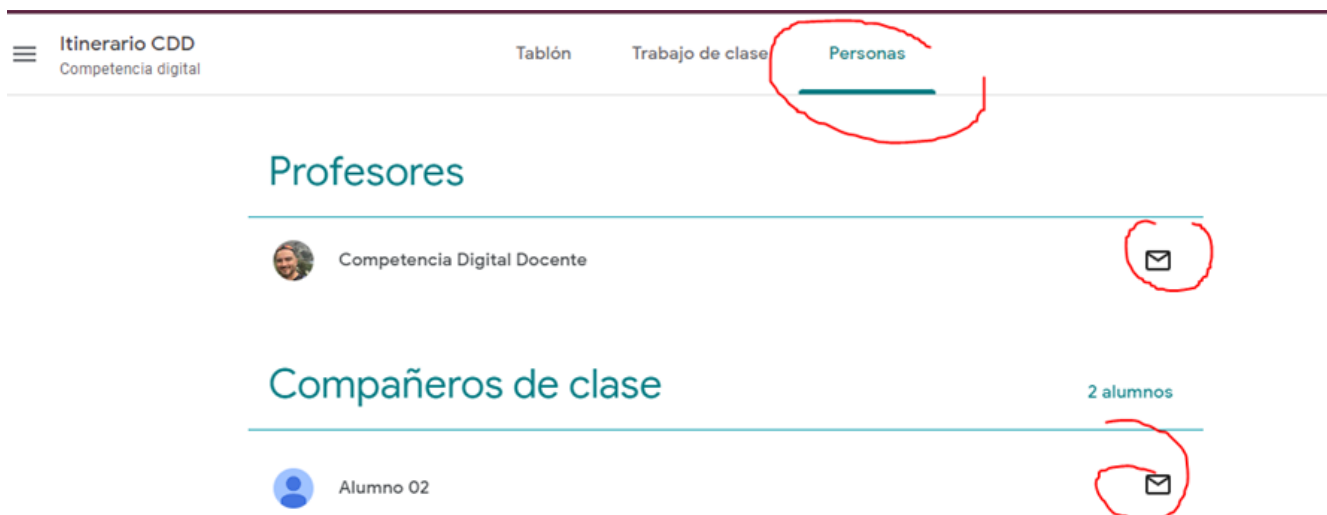 Itinerario CDD
Competencia digital
Tablón
Trabajo de clase
Personas
Profesores
Competencia Digital Docente
Compañeros de clase
2 alumnos
Alumno 02